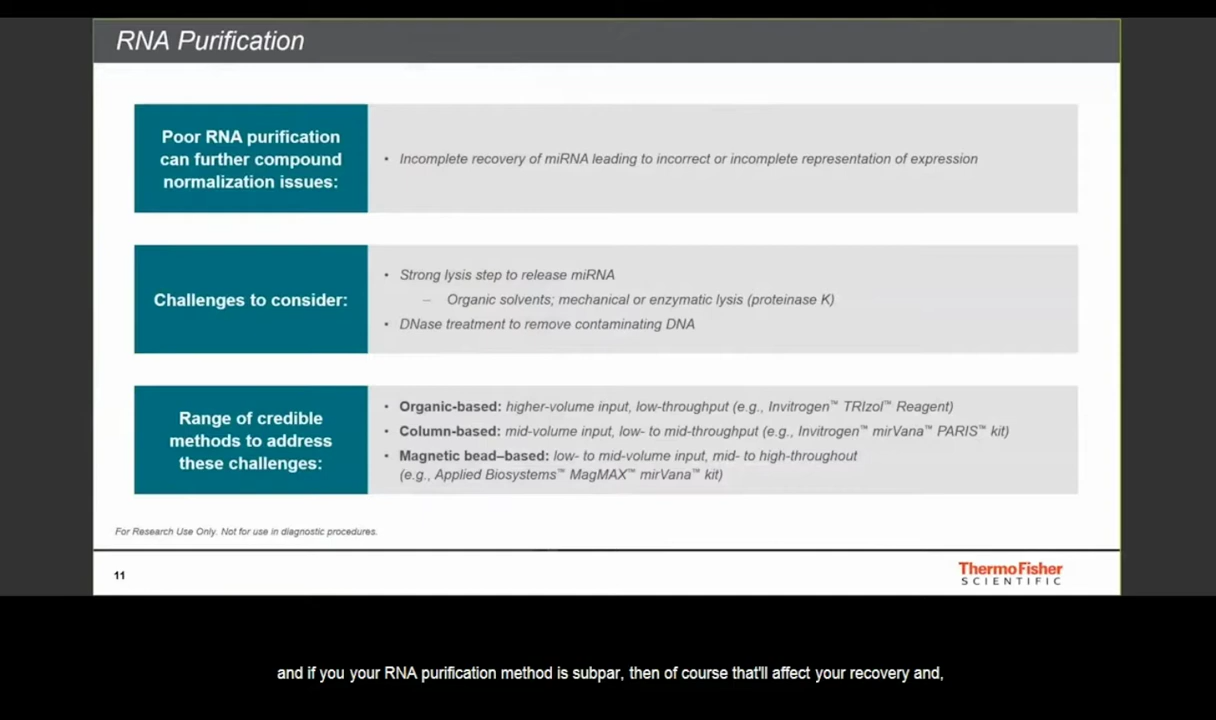 RNA Purification
Poor RNA purification
can further compound
normalization issues:
• Incomplete recovery of miRNA leading to incorrect or incomplete representation of expression
Challenges to consider:
• Strong lysis step to release miRNA
– Organic solvents; mechanical or enzymatic lysis (proteinase K)
• DNase treatment to remove contaminating DNA
Range of credible
methods to address
these challenges:
• Organic-based: higher-volume input, low-throughput (e.g., Invitrogen™ TRIzol™ Reagent)
• Column-based: mid-volume input, low- to mid-throughput (e.g., Invitrogen™ mirVana™ PARIS™ kit)
• Magnetic bead–based: low- to mid-volume input, mid- to high-throughout
(e.g., Applied Biosystems™ MagMAX™ mirVana™ kit)
For Research Use Only. Not for use in diagnostic procedures.
11
ThermoFisher
SCIENTIFIC
and if you your RNA purification method is subpar, then of course that'll affect your recovery and,